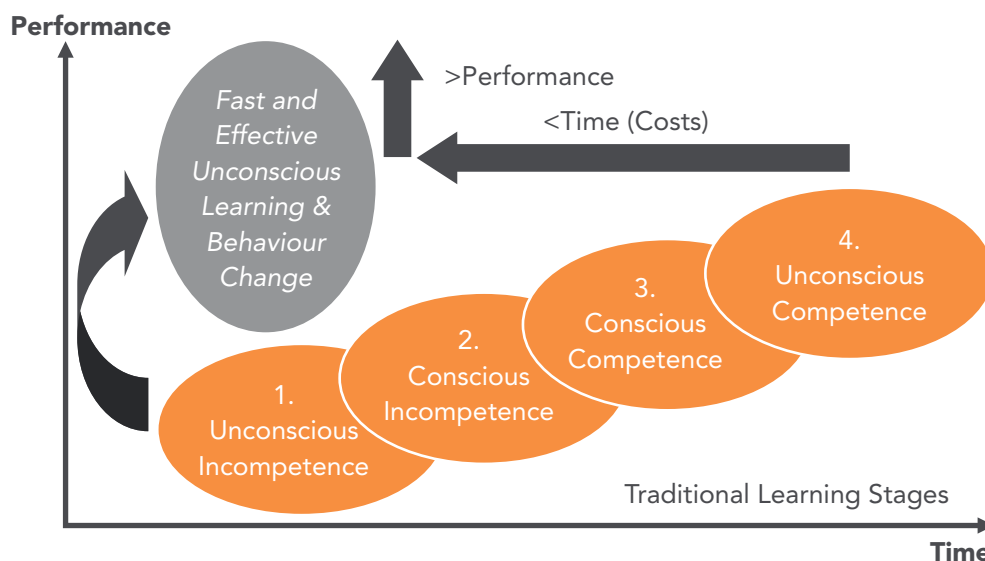 Performance
Fast and
Effective
Unconscious
Learning &
Behaviour
Change
>Performance
<Time (Costs)
1.
Unconscious
Incompetence
2.
Conscious
Incompetence
3.
Conscious
Competence
4.
Unconscious
Competence
Traditional Learning Stages
Time